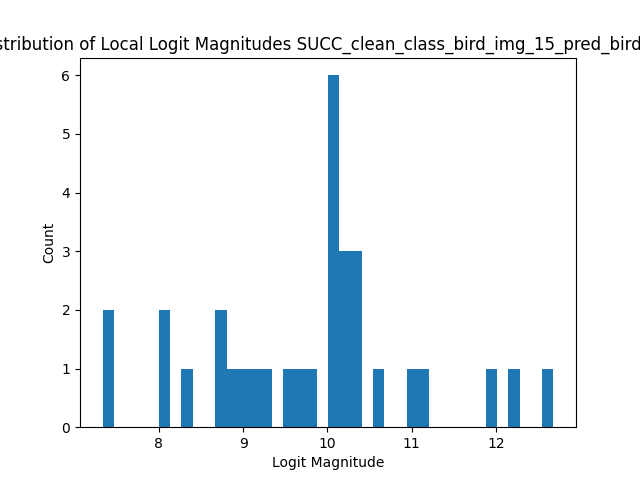 stribution of Local Logit Magnitudes SUCC_clean_class_bird_img_15_pred_bird
6
5
4
3
2
1
0
Count
8 9 10 11 12
Logit Magnitude